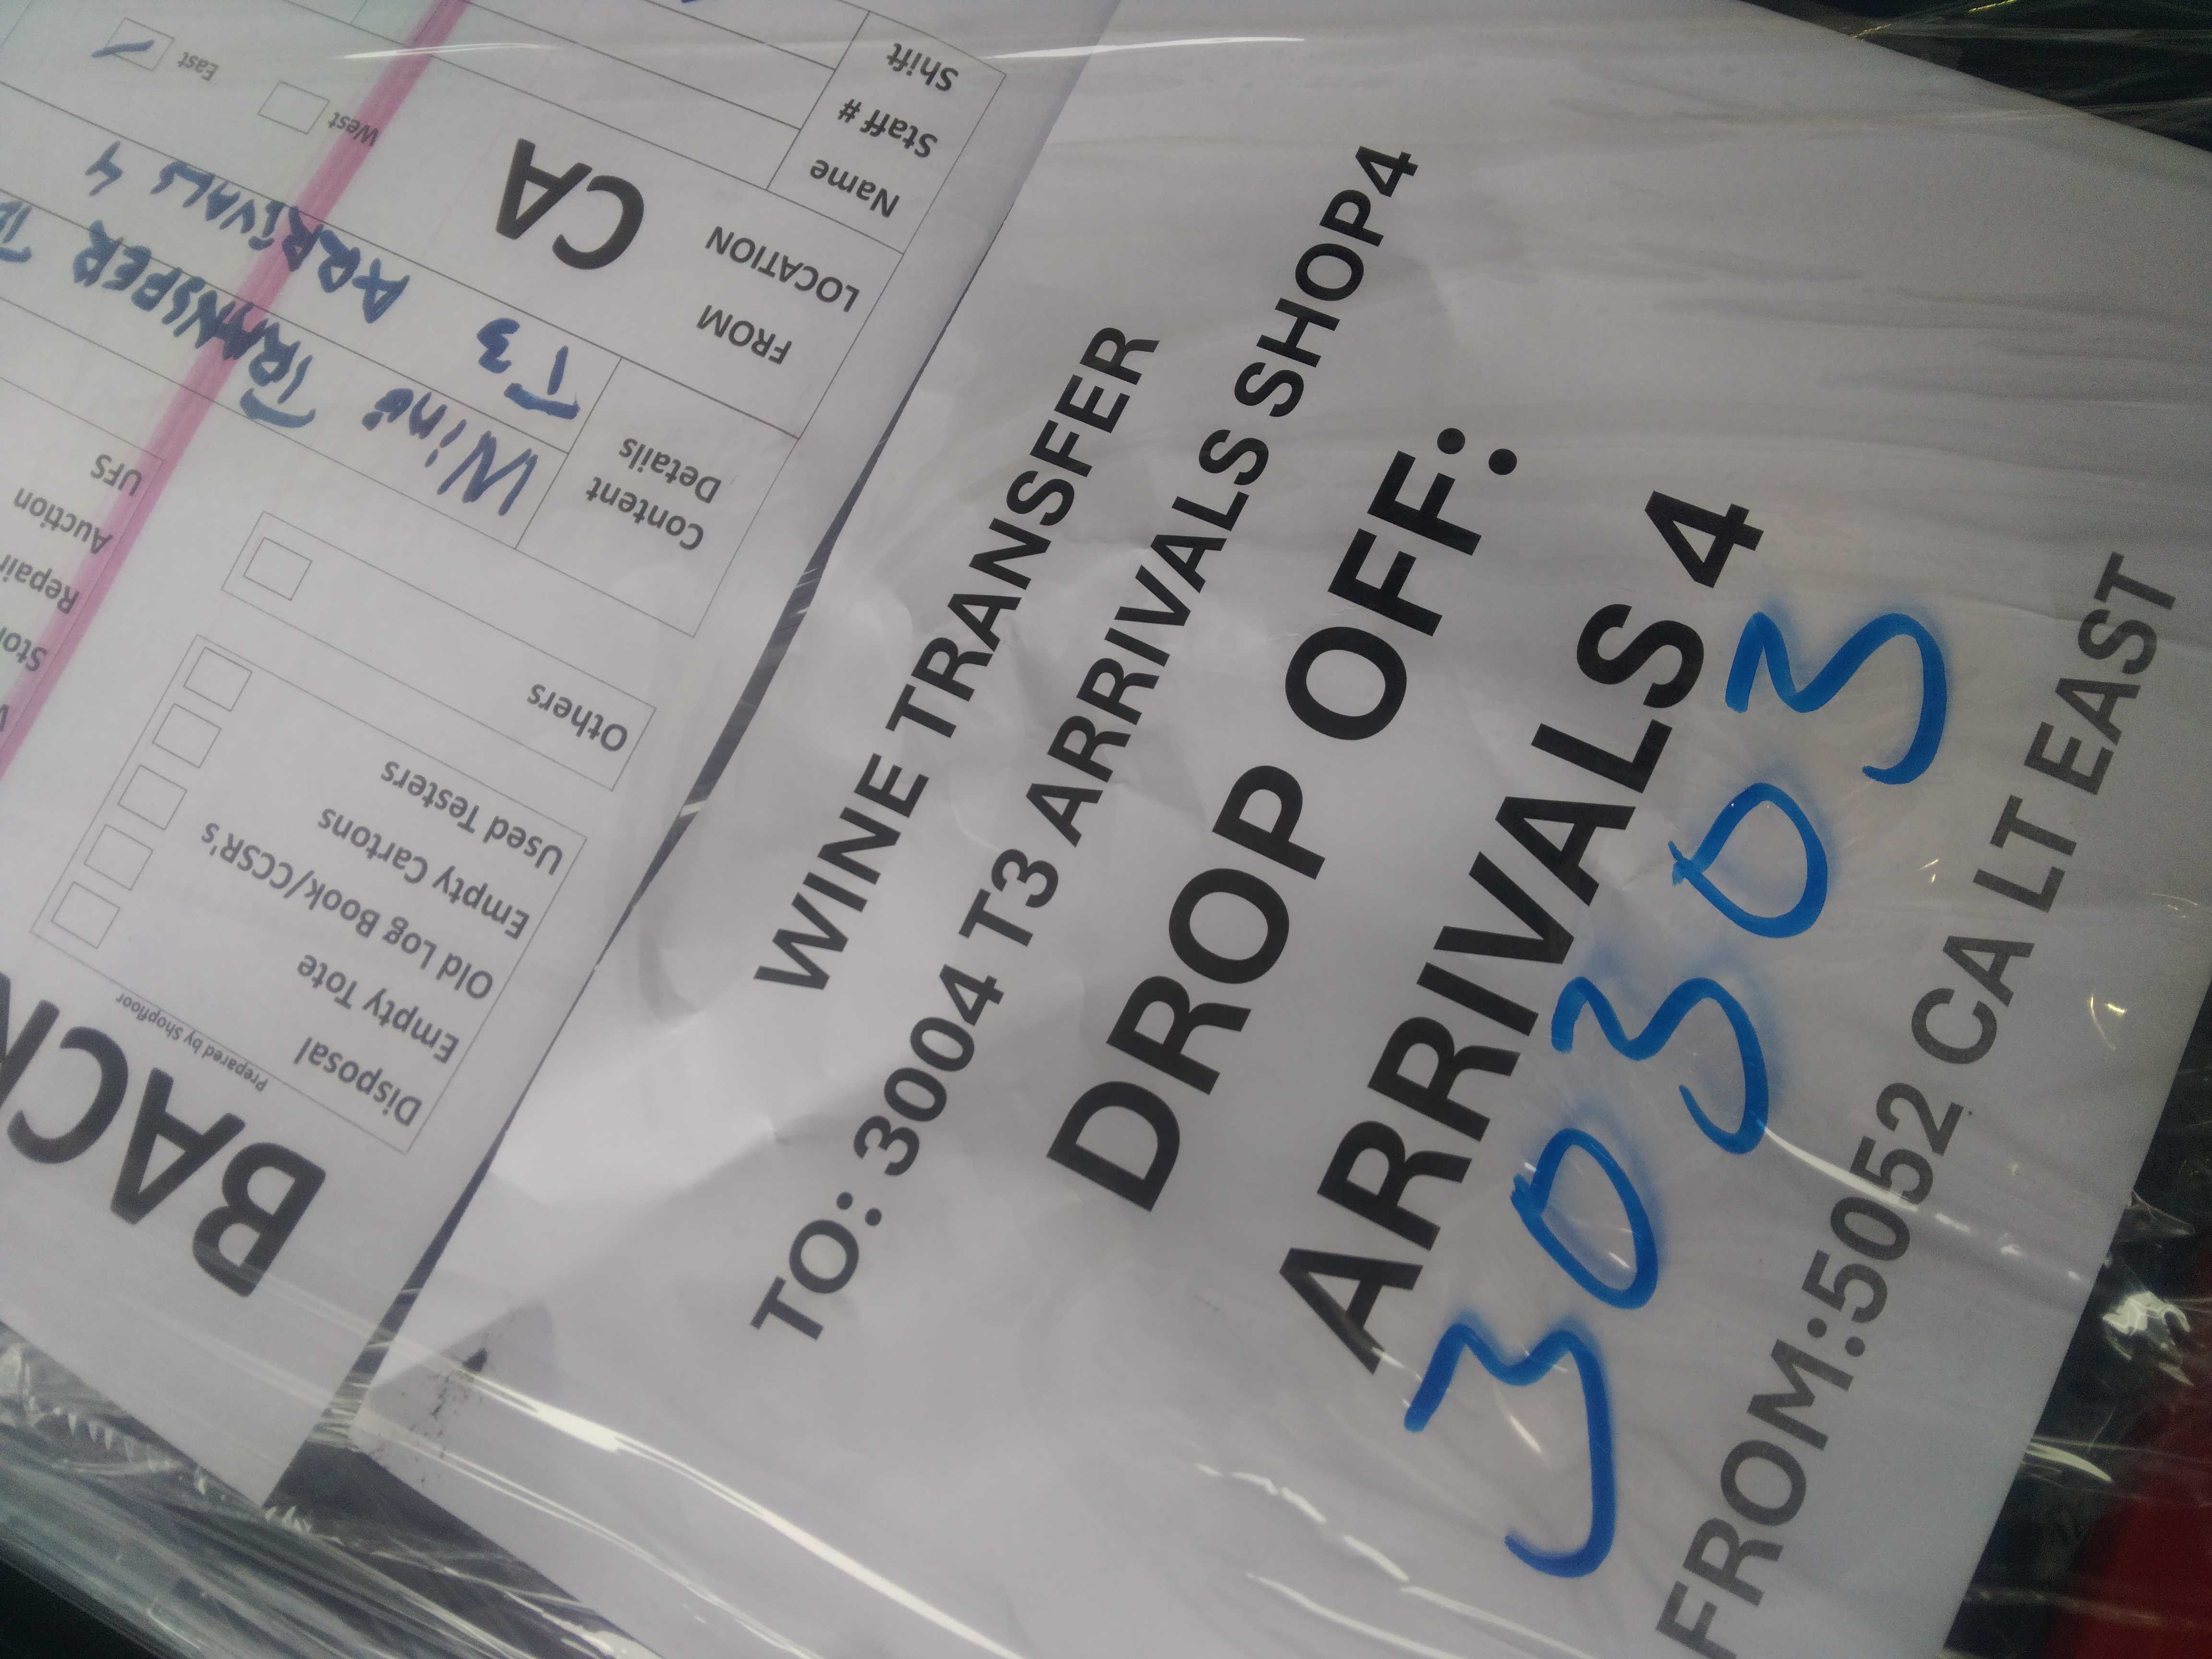 WINE TRANSFER
TO: 3004 T3 ARRIVALS SHOP4
DROP OFF:
ARRIVALS 4
30303
FROM:5052 CA LT EAST
Prepared by Shopfloor
Disposal
Empty Tote
Old Log Book/CCSR's
Empty Cartons
Used Testers
Others
Repair
Auction
UFS
Content
Details
Wine TRANSFER
T3 ARRIVALS 4
FROM
LOCATION
CA
West
East
Name
Staff #
Shift